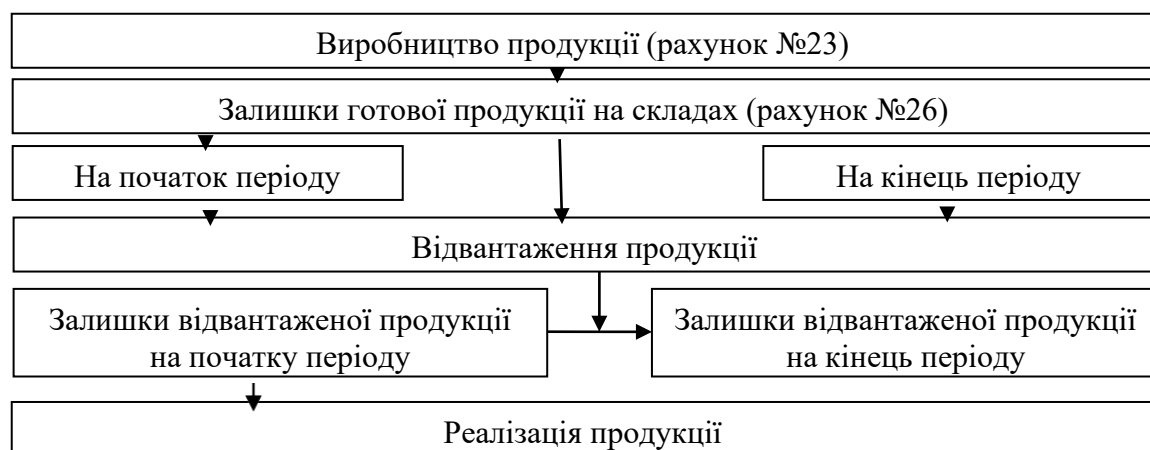 Виробництво продукції (рахунок №23)
Залишки готової продукції на складах (рахунок №26)
На початок періоду
На кінець періоду
Відвантаження продукції
Залишки відвантаженої продукції
на початку періоду
Залишки відвантаженої продукції
на кінець періоду
Реалізація продукції